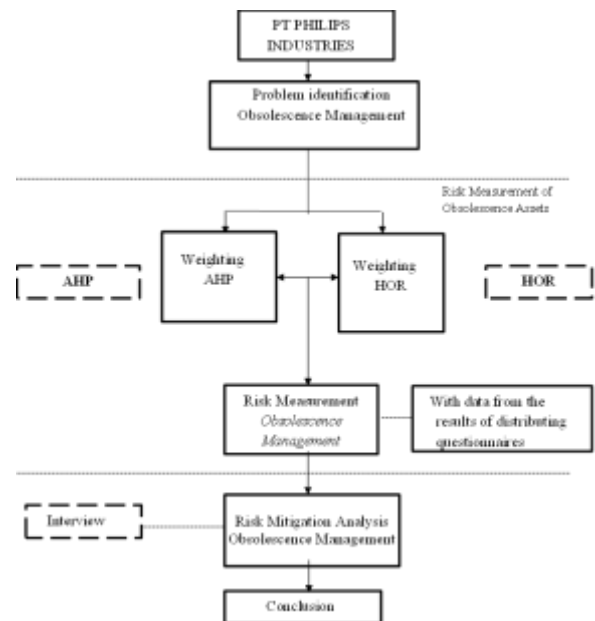 PT PHILIPS
INDUSTRIES
Problem identification
Obsolescence Management
Risk Measurement of
Obsolescence Assets
AHP
Weighting
AHP
Weighting
HOR
HOR
Risk Measurement
Obsolescence
Management
With data from the
results of distributing
questionnaires
Interview
Risk Mitigation Analysis
Obsolescence Management
Conclusion